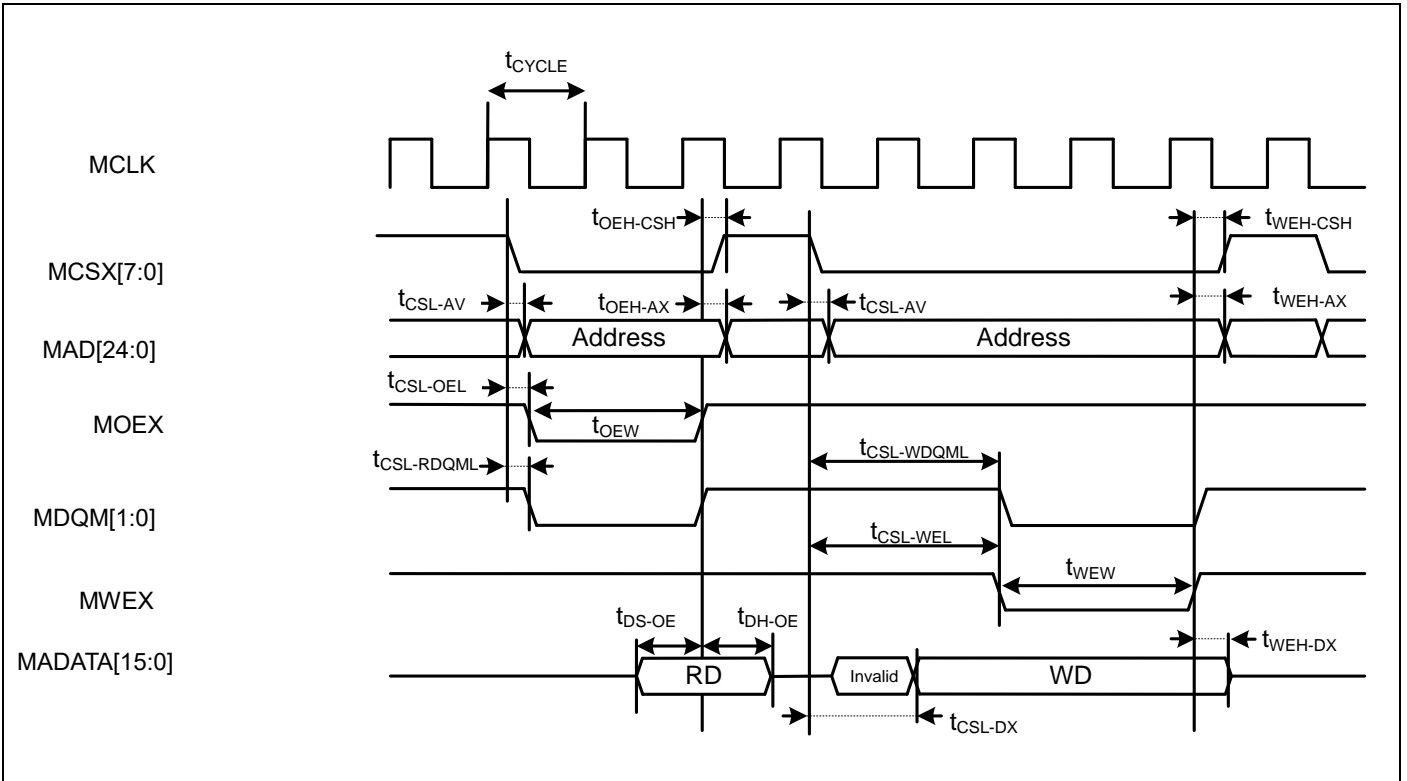 tCYCLE
MCLK
tOEH-CSH
tWEH-CSH
MCSX[7:0]
tCSL-AV
tOEH-AX
tCSL-AV
tWEH-AX
MAD[24:0]
Address
Address
tCSL-OEL
MOEX
tOEW
tCSL-RDQML
tCSL-WDQML
MDQM[1:0]
tCSL-WEL
MWEX
tWEW
tDS-OE
tDH-OE
tWEH-DX
MADATA[15:0]
RD
Invalid
WD
tCSL-DX